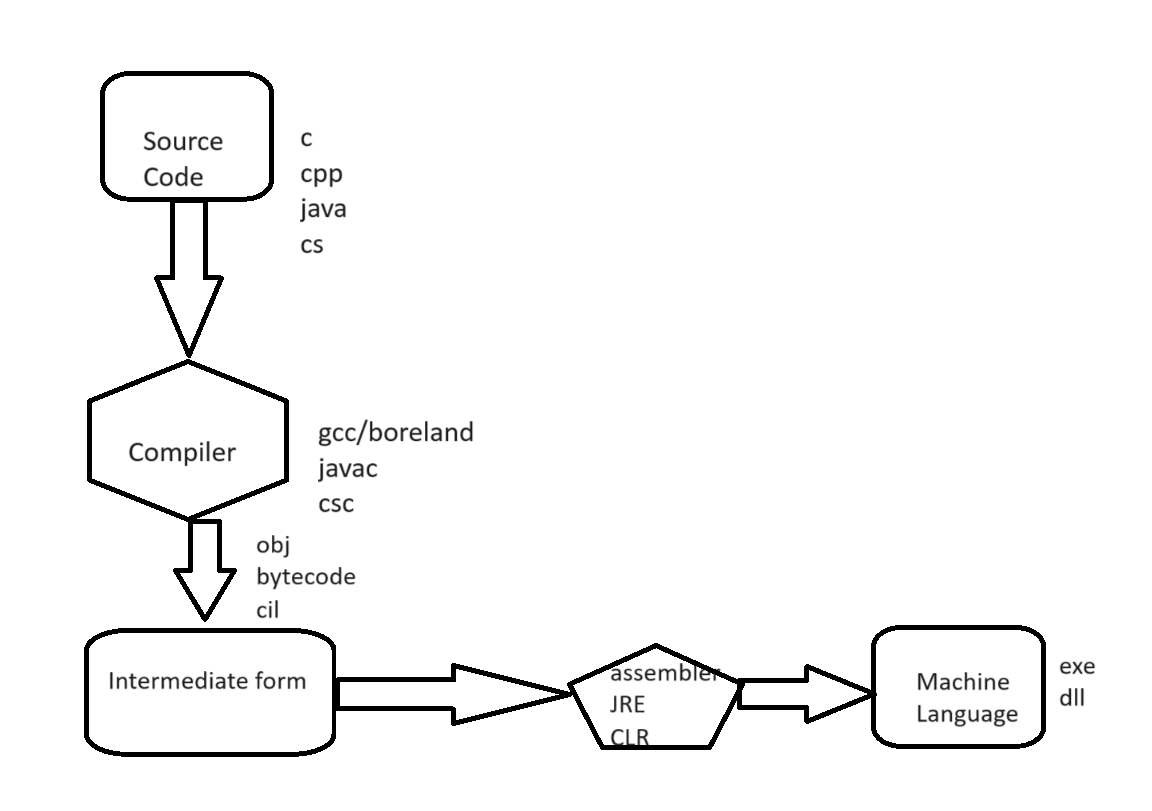 Source
Code
c
cpp
java
cs
Compiler
gcc/boreland
javac
csc
obj
bytecode
cil
Intermediate form
assembler
JRE
CLR
Machine
Language
exe
dll